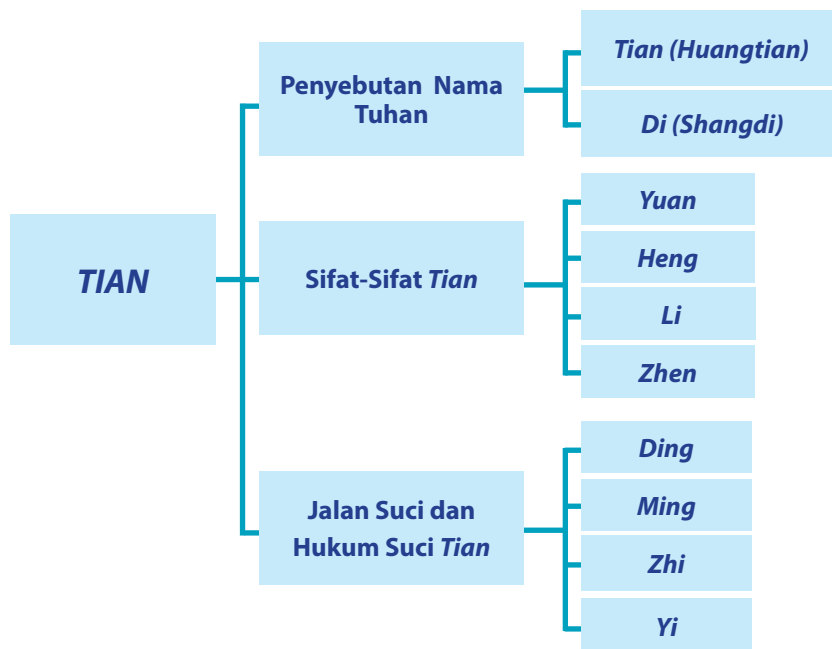 TIAN
Penyebutan Nama
Tuhan
Tian (Huangtian)
Di (Shangdi)
Sifat-Sifat Tian
Yuan
Heng
Li
Zhen
Jalan Suci dan
Hukum Suci Tian
Ding
Ming
Zhi
Yi